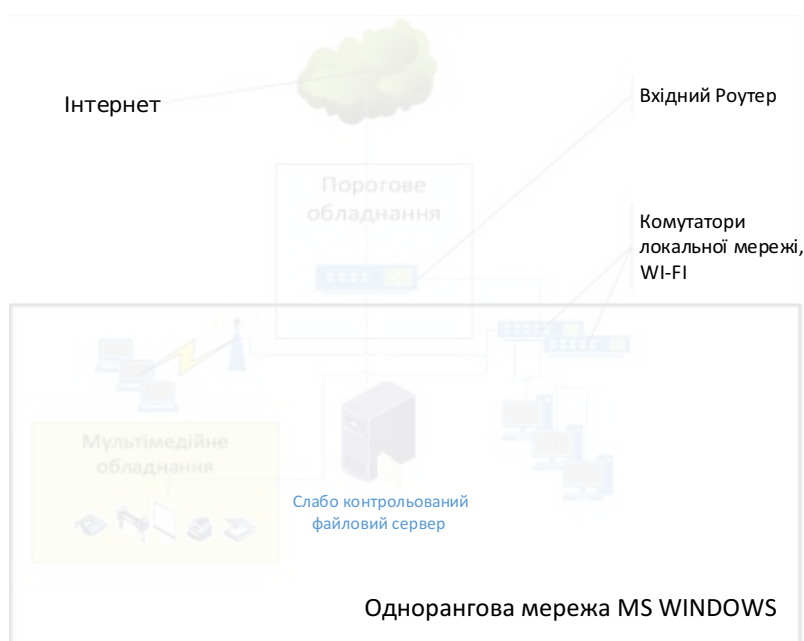 Інтернет
Вхідний Роутер
Порогове
обладнання
Комутатори
локальної мережі,
WI-FI
Мультімедійне
обладнання
Слабо контрольований
файловий сервер
Однорангова мережа MS WINDOWS